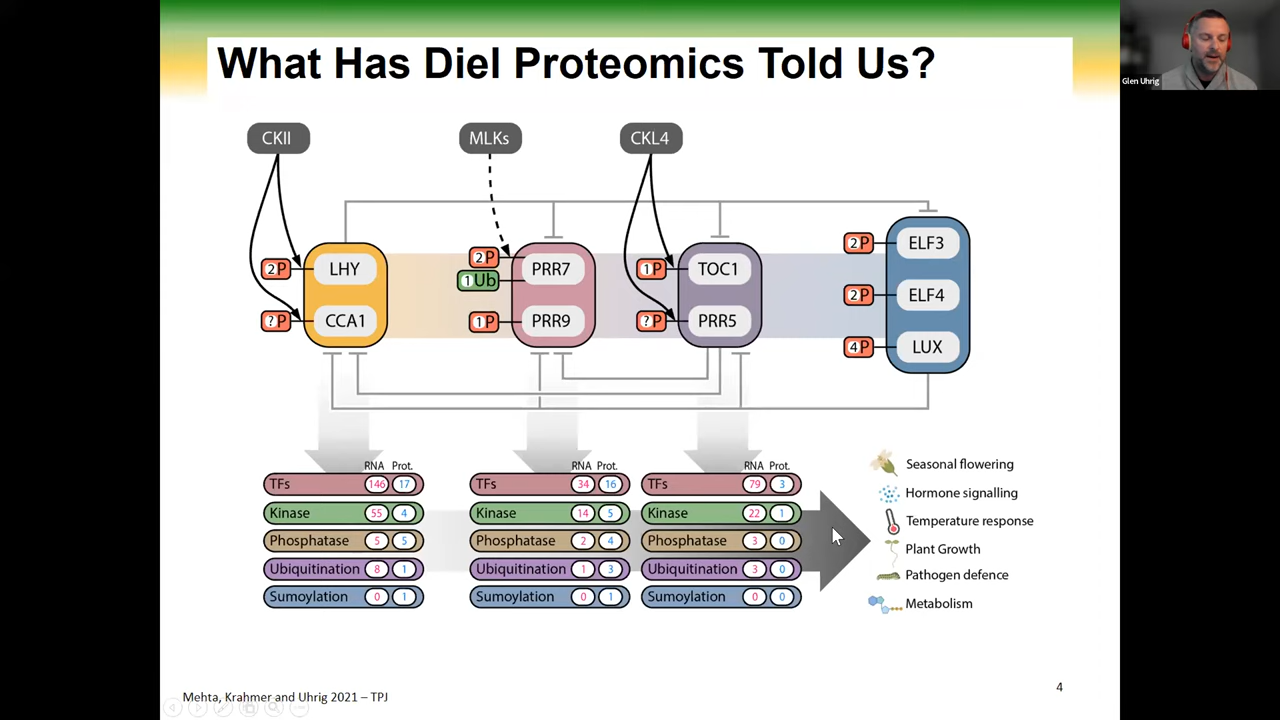 What Has Diel Proteomics Told Us?
Glen Uhrig
CKII
MLKs
CKL4
2P
LHY
?P
CCA1
2P
1Ub
PRR7
1P
PRR9
1P
TOC1
?P
PRR5
2P
ELF3
2P
ELF4
4P
LUX
RNA Prot.
TFs 146 17
Kinase 55 4
Phosphatase 5 5
Ubiquitination 8 1
Sumoylation 0 1
RNA Prot.
TFs 34 16
Kinase 14 5
Phosphatase 2 4
Ubiquitination 1 3
Sumoylation 0 1
RNA Prot.
TFs 79 3
Kinase 22 1
Phosphatase 3 0
Ubiquitination 3 0
Sumoylation 0 0
Seasonal flowering
Hormone signalling
Temperature response
Plant Growth
Pathogen defence
Metabolism
Mehta, Krahmer and Uhrig 2021 – TPJ
4